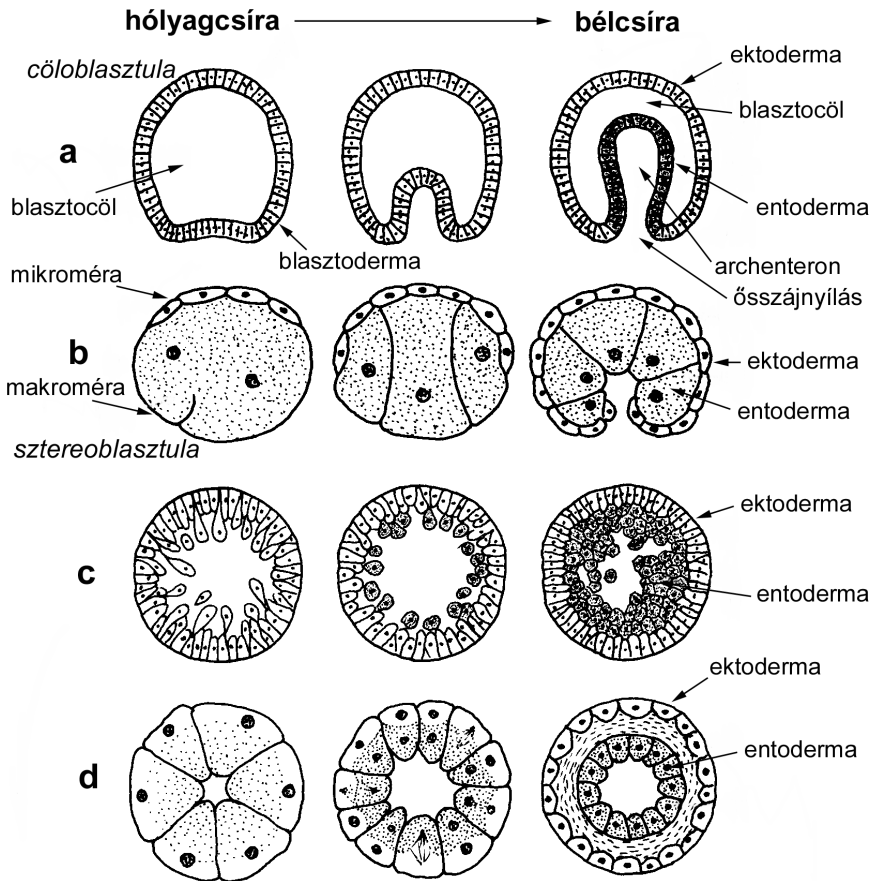 hólyagcsíra
bélcsíra
cöloblasztula
ektoderma
blasztocöl
a
blasztocöl
entoderma
blasztoderma
archenteron
ősszájnyílás
mikroméra
b
ektoderma
makroméra
entoderma
sztereoblasztula
ektoderma
c
entoderma
ektoderma
entoderma
d